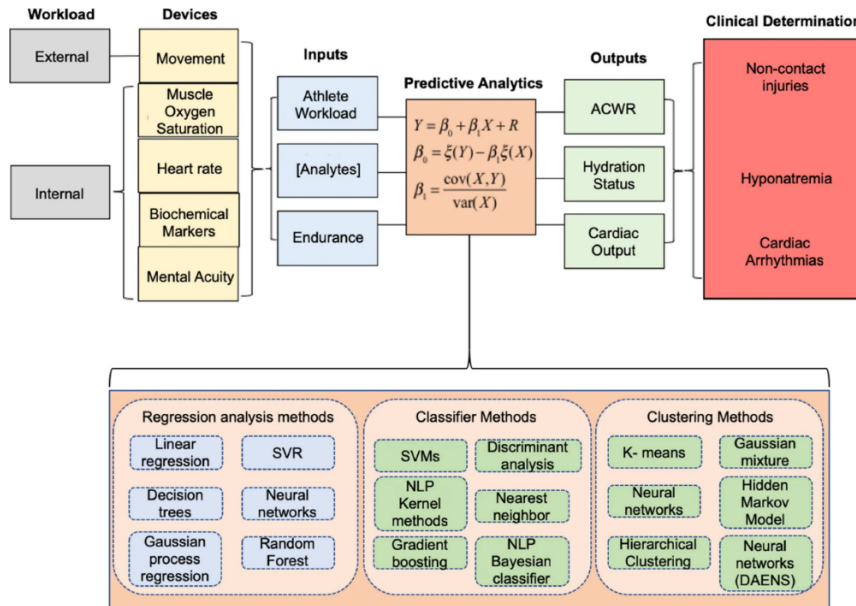 Workload
Devices
Inputs
Predictive Analytics
Outputs
Clinical Determination
External
Internal
Movement
Muscle
Oxygen
Saturation
Heart rate
Biochemical
Markers
Mental Acuity
Athlete
Workload
[Analytes]
Endurance
Y = β₀ + β₁X + R
β₀ = ξ(Y) − β₁ξ(X)
β₁ = cov(X,Y)
var(X)
ACWR
Hydration
Status
Cardiac
Output
Non-contact
injuries
Hyponatremia
Cardiac
Arrhythmias
Regression analysis methods
Linear
regression
SVR
Decision
trees
Neural
networks
Gaussian
process
regression
Random
Forest
Classifier Methods
SVMs
Discriminant
analysis
NLP
Kernel
methods
Nearest
neighbor
Gradient
boosting
NLP
Bayesian
classifier
Clustering Methods
K- means
Gaussian
mixture
Neural
networks
Hidden
Markov
Model
Hierarchical
Clustering
Neural
networks
(DAENS)